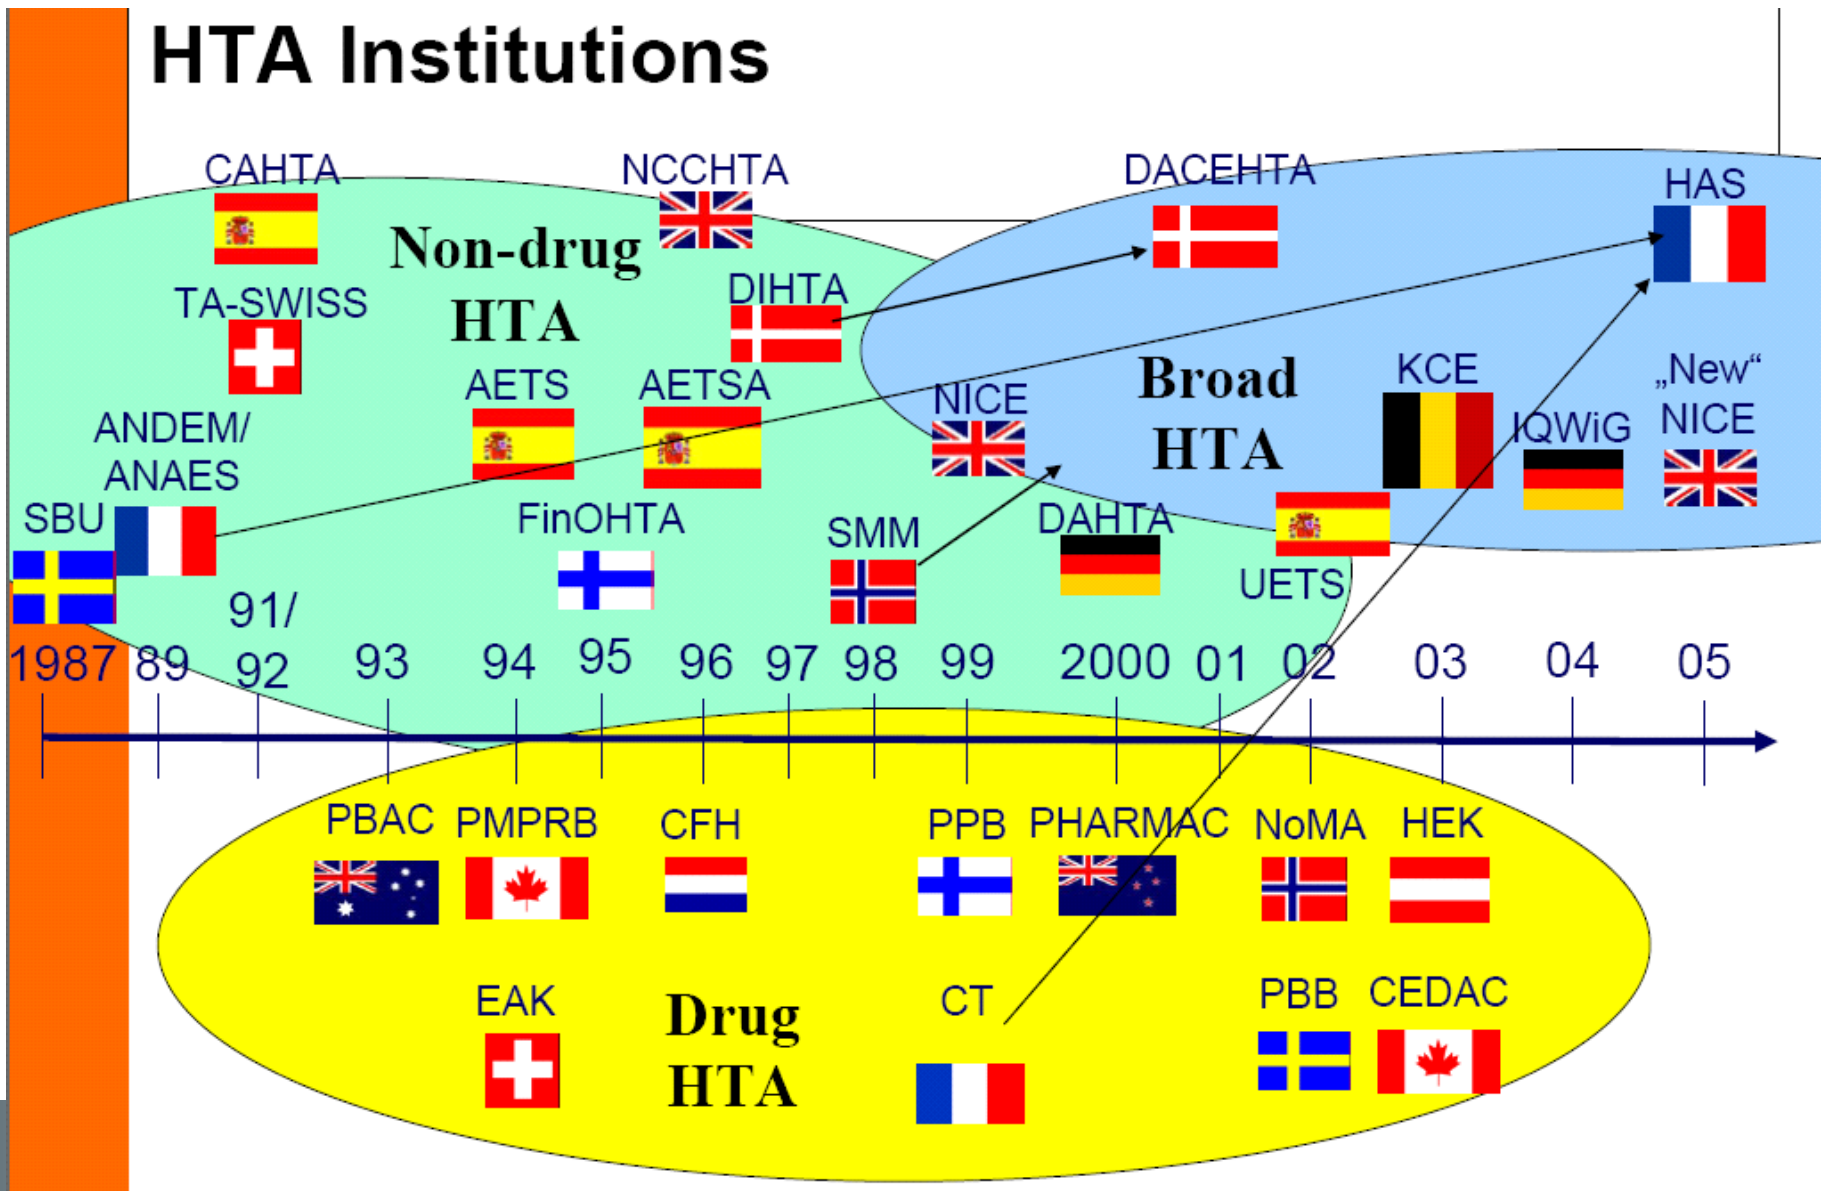 HTA Institutions
CAHTA
NCCHTA
DACEHTA
HAS
Non-drug
HTA
TA-SWISS
DIHTA
AETS
AETSA
NICE
Broad
HTA
KCE
„New“
NICE
IQWiG
ANDEM/
ANAES
SBU
FinOHTA
SMM
DAHTA
UETS
1987
89
91/
92
93
94
95
96
97
98
99
2000
01
02
03
04
05
PBAC
PMPRB
CFH
PPB
PHARMAC
NoMA
HEK
EAK
Drug
HTA
CT
PBB
CEDAC